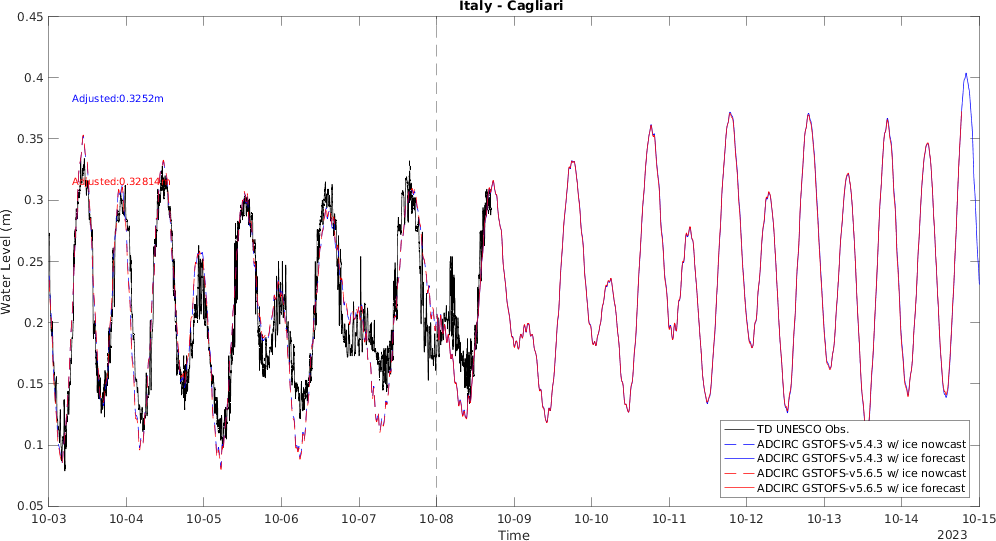 Italy - Cagliari
0.45
0.4
0.35
0.3
0.25
0.2
0.15
0.1
0.05
Water Level (m)
Adjusted:0.3252m
Adjusted:0.32814
TD UNESCO Obs.
ADCIRC GSTOFS-v5.4.3 w/ ice nowcast
ADCIRC GSTOFS-v5.4.3 w/ ice forecast
ADCIRC GSTOFS-v5.6.5 w/ ice nowcast
ADCIRC GSTOFS-v5.6.5 w/ ice forecast
10-03 10-04 10-05 10-06 10-07 10-08 10-09 10-10 10-11 10-12 10-13 10-14 10-15
Time
2023